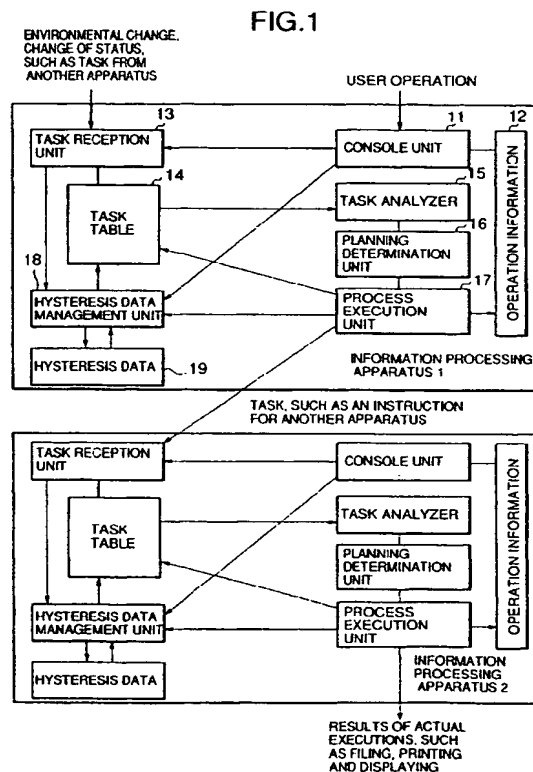 FIG.1
ENVIRONMENTAL CHANGE,
CHANGE OF STATUS,
SUCH AS TASK FROM
ANOTHER APPARATUS
USER OPERATION
13
TASK RECEPTION
UNIT
11
CONSOLE UNIT
12
OPERATION INFORMATION
14
TASK
TABLE
15
TASK ANALYZER
16
PLANNING
DETERMINATION
UNIT
18
HYSTERESIS DATA
MANAGEMENT UNIT
17
PROCESS
EXECUTION
UNIT
HYSTERESIS DATA
19
INFORMATION PROCESSING
APPARATUS 1
TASK, SUCH AS AN INSTRUCTION
FOR ANOTHER APPARATUS
TASK RECEPTION
UNIT
CONSOLE UNIT
OPERATION INFORMATION
TASK
TABLE
TASK ANALYZER
PLANNING
DETERMINATION
UNIT
HYSTERESIS DATA
MANAGEMENT UNIT
PROCESS
EXECUTION
UNIT
HYSTERESIS DATA
INFORMATION
PROCESSING
APPARATUS 2
RESULTS OF ACTUAL
EXECUTIONS, SUCH
AS FILING, PRINTING
AND DISPLAYING